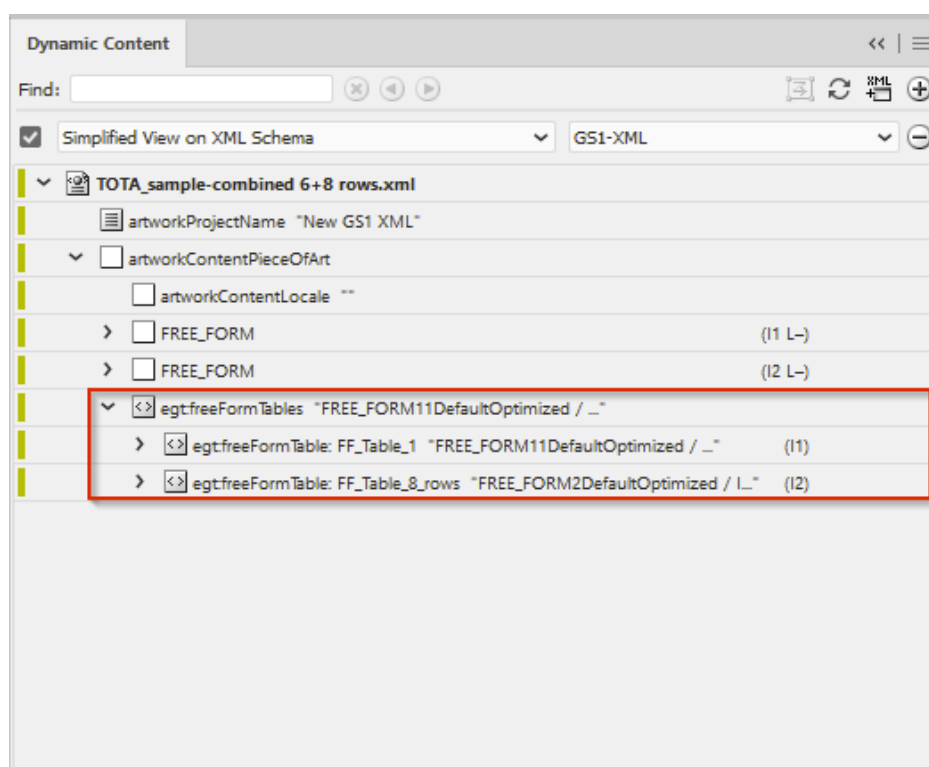 Dynamic Content
Find:
XML
Simplified View on XML Schema GS1-XML
TOTA_sample-combined 6+8 rows.xml
artworkProjectName "New GS1 XML"
artworkContentPieceOfArt
artworkContentLocale ""
FREE_FORM (I1 L–)
FREE_FORM (I2 L–)
egt:freeFormTables "FREE_FORM11DefaultOptimized / ..."
egt:freeFormTable: FF_Table_1 "FREE_FORM11DefaultOptimized / ..." (I1)
egt:freeFormTable: FF_Table_8_rows "FREE_FORM2DefaultOptimized / I..." (I2)